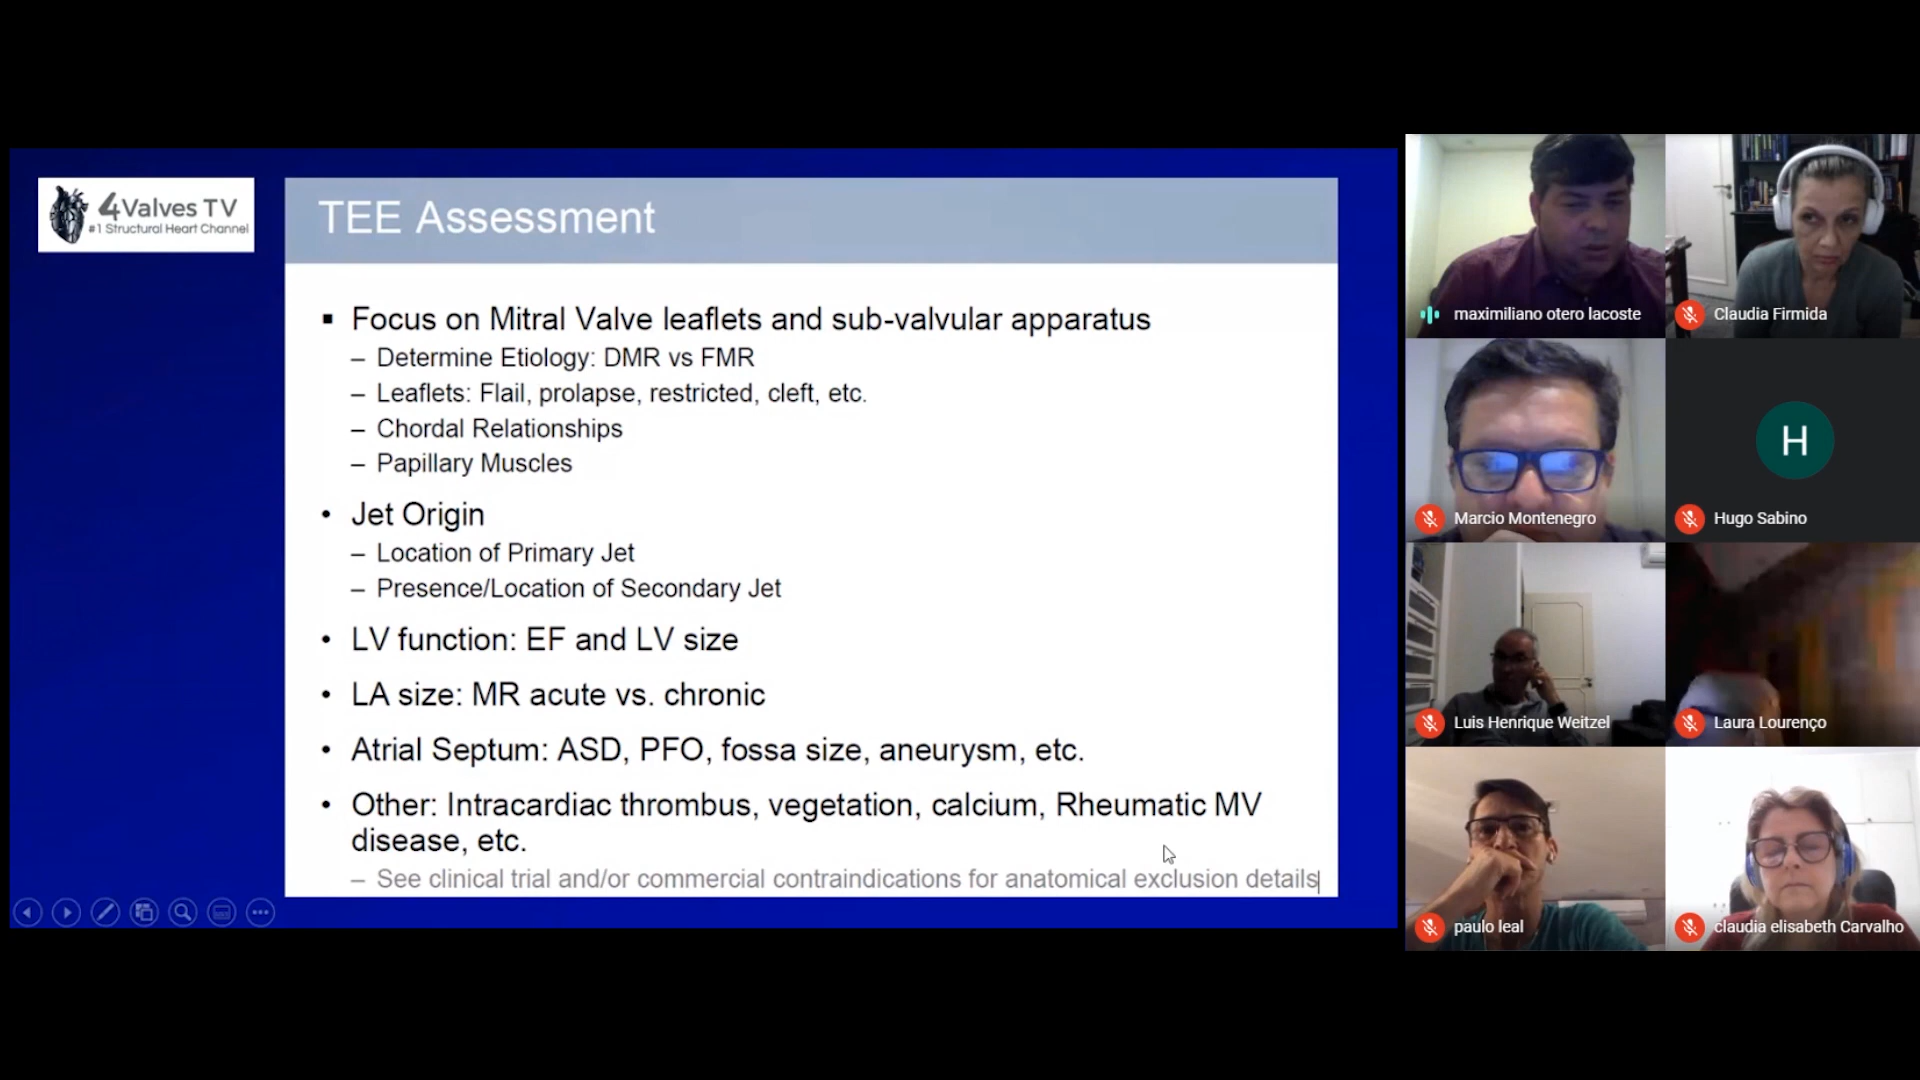 4Valves TV
#1 Structural Heart Channel
TEE Assessment
▪ Focus on Mitral Valve leaflets and sub-valvular apparatus
– Determine Etiology: DMR vs FMR
– Leaflets: Flail, prolapse, restricted, cleft, etc.
– Chordal Relationships
– Papillary Muscles
• Jet Origin
– Location of Primary Jet
– Presence/Location of Secondary Jet
• LV function: EF and LV size
• LA size: MR acute vs. chronic
• Atrial Septum: ASD, PFO, fossa size, aneurysm, etc.
• Other: Intracardiac thrombus, vegetation, calcium, Rheumatic MV
disease, etc.
– See clinical trial and/or commercial contraindications for anatomical exclusion details
maximiliano otero lacoste
Claudia Firmida
Marcio Montenegro
H
Hugo Sabino
Luis Henrique Weitzel
Laura Lourenço
paulo leal
claudia elisabeth Carvalho